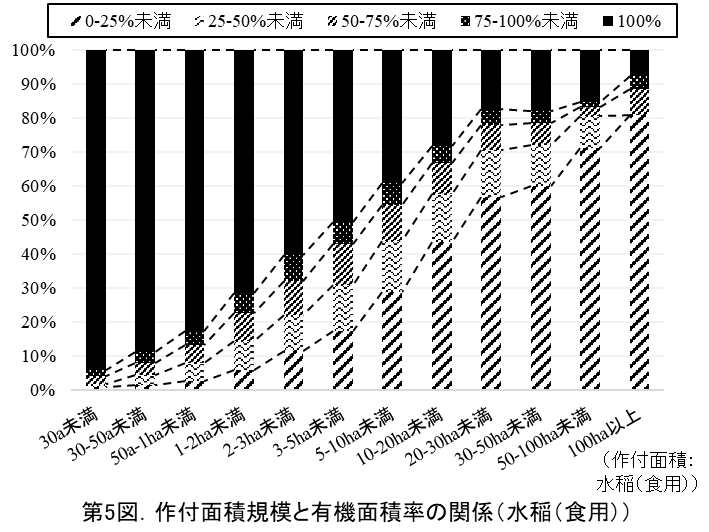 0-25%未満 25-50%未満 50-75%未満 75-100%未満 100%
100%
90%
80%
70%
60%
50%
40%
30%
20%
10%
0%
30a未満
30-50a未満
50a-1ha未満
1-2ha未満
2-3ha未満
3-5ha未満
5-10ha未満
10-20ha未満
20-30ha未満
30-50ha未満
50-100ha未満
100ha以上
(作付面積:
水稲(食用))
第5図. 作付面積規模と有機面積率の関係(水稲(食用))